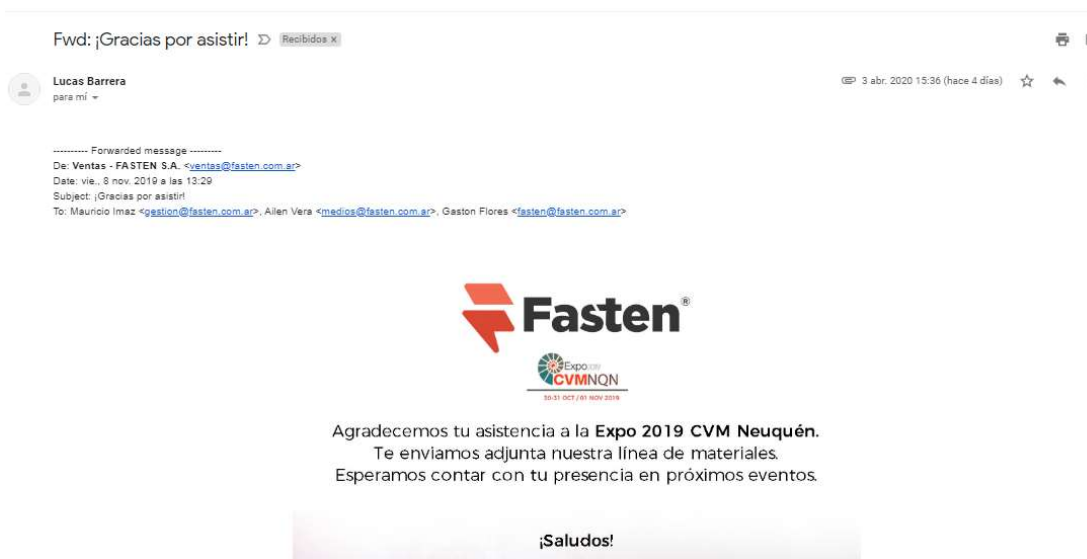 Fwd: ¡Gracias por asistir! Recibidos x
Lucas Barrera
3 abr. 2020 15:36 (hace 4 días)
para mí
---------- Forwarded message ---------
De: Ventas - FASTEN S.A. <ventas@fasten.com.ar>
Date: vie., 8 nov. 2019 a las 13:29
Subject: ¡Gracias por asistir!
To: Mauricio Imaz <gestion@fasten.com.ar>, Ailen Vera <medios@fasten.com.ar>, Gaston Flores <fasten@fasten.com.ar>
Fasten®
Expo2019
CVMNQN
30-31 OCT / 01 NOV 2019
Agradecemos tu asistencia a la Expo 2019 CVM Neuquén.
Te enviamos adjunta nuestra línea de materiales.
Esperamos contar con tu presencia en próximos eventos.
¡Saludos!